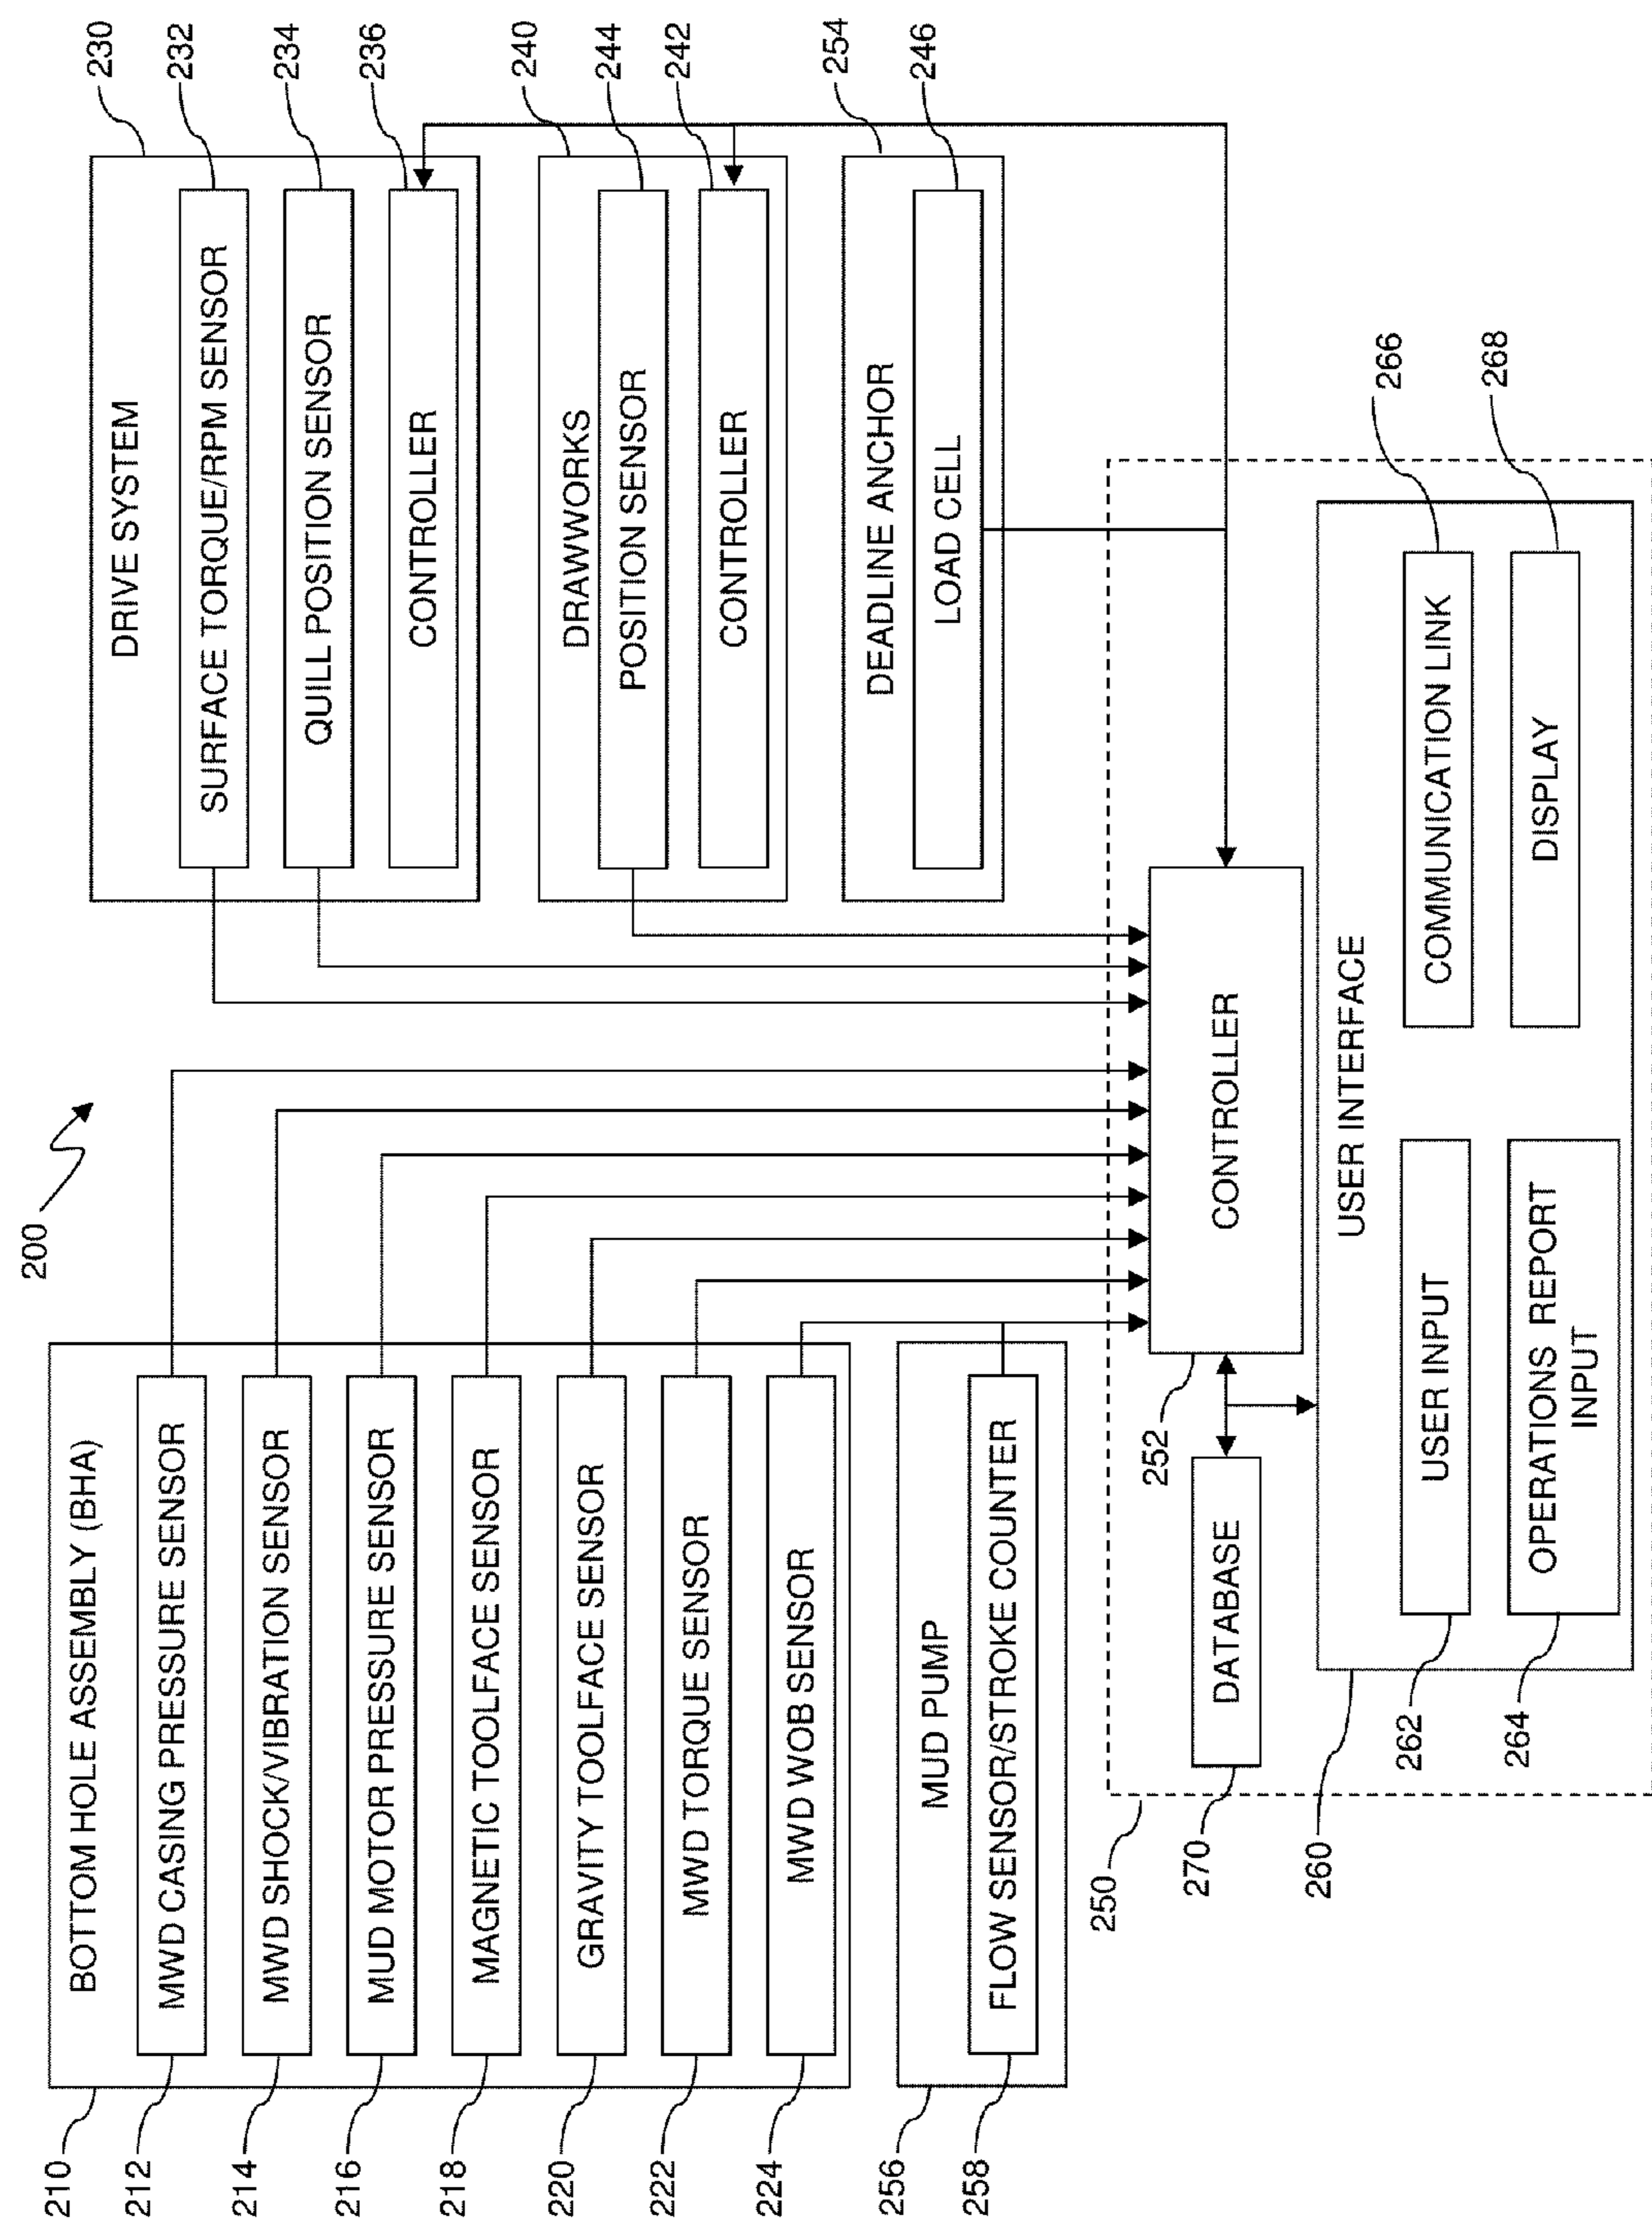 200
210
BOTTOM HOLE ASSEMBLY (BHA)
212
MWD CASING PRESSURE SENSOR
214
MWD SHOCK/VIBRATION SENSOR
216
MUD MOTOR PRESSURE SENSOR
218
MAGNETIC TOOLFACE SENSOR
220
GRAVITY TOOLFACE SENSOR
222
MWD TORQUE SENSOR
224
MWD WOB SENSOR
256
MUD PUMP
258
FLOW SENSOR/STROKE COUNTER
DRIVE SYSTEM
230
SURFACE TORQUE/RPM SENSOR
232
QUILL POSITION SENSOR
234
CONTROLLER
236
DRAWWORKS
240
POSITION SENSOR
244
CONTROLLER
242
DEADLINE ANCHOR
254
LOAD CELL
246
250
252
CONTROLLER
270
DATABASE
260
USER INTERFACE
262
USER INPUT
264
OPERATIONS REPORT
INPUT
COMMUNICATION LINK
266
DISPLAY
268